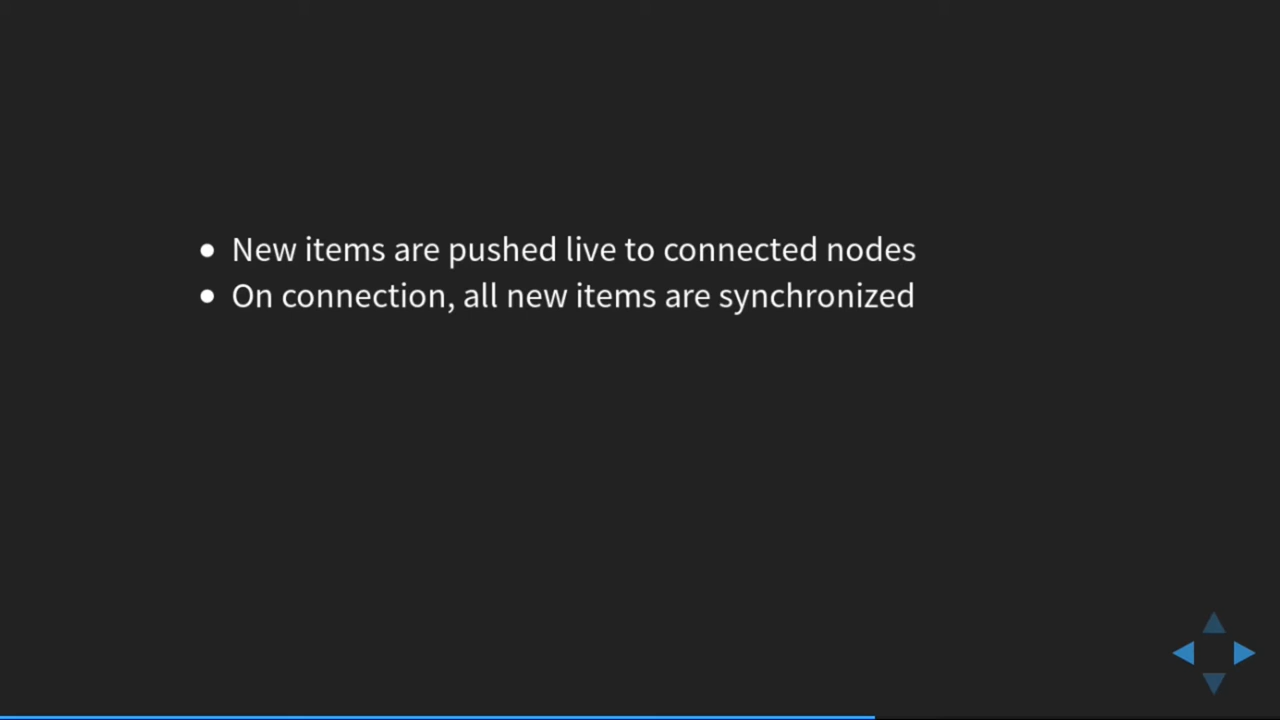 New items are pushed live to connected nodes
On connection, all new items are synchronized